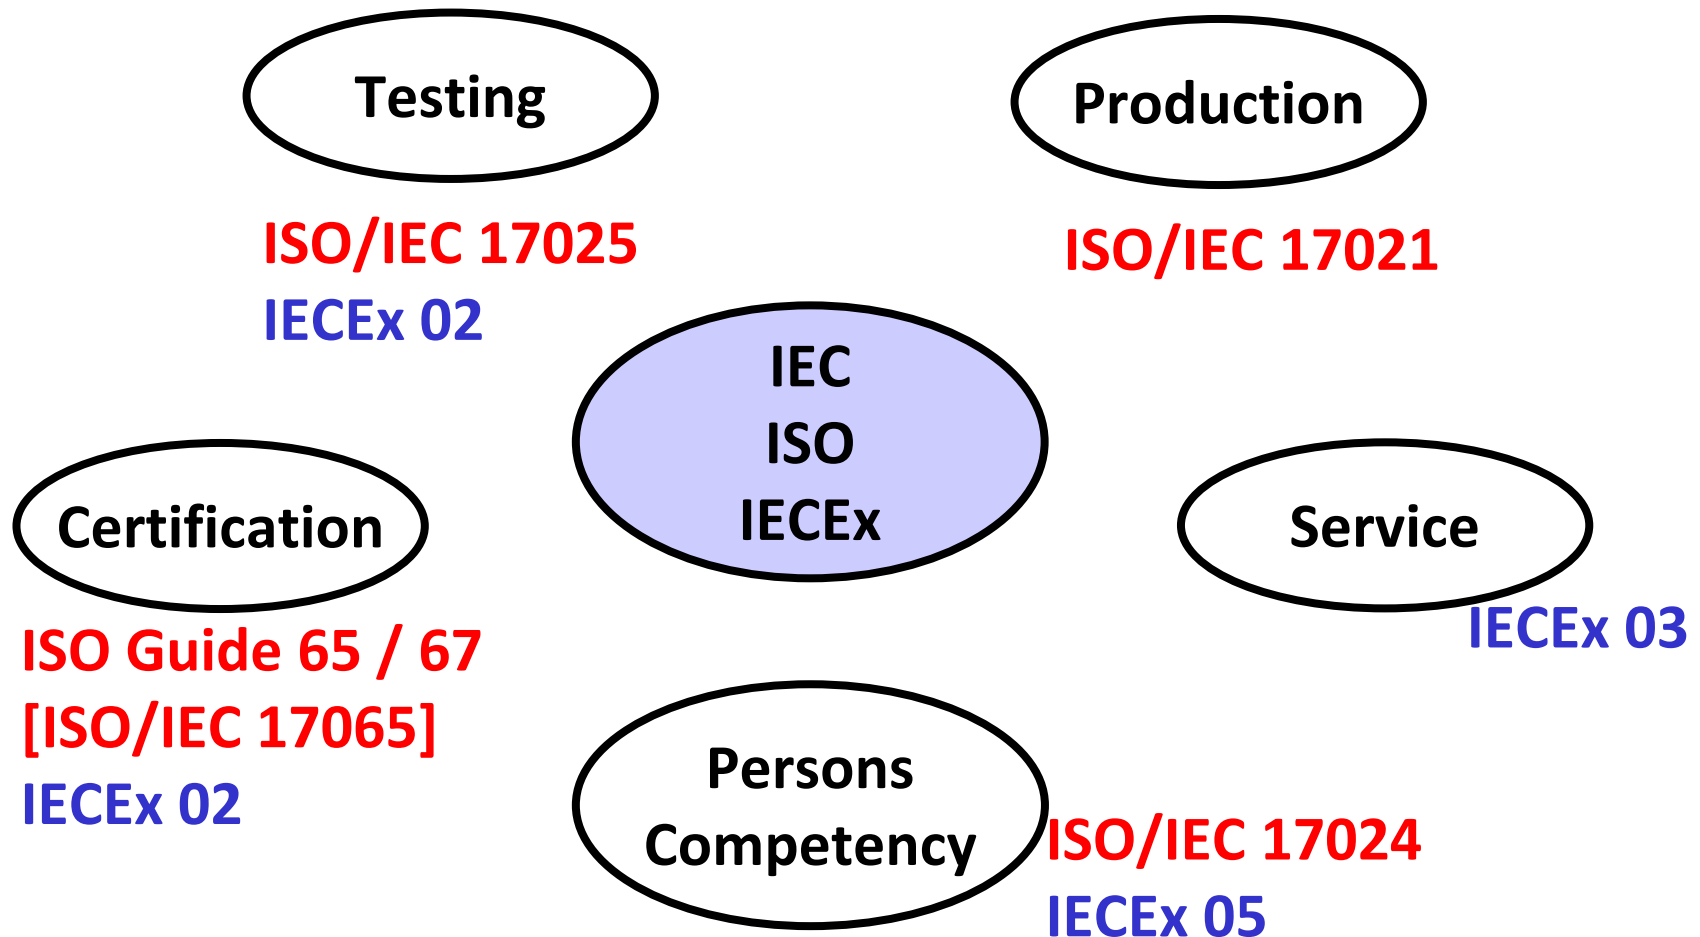 Testing
ISO/IEC 17025
IECEx 02
Production
ISO/IEC 17021
IEC
ISO
IECEx
Certification
ISO Guide 65 / 67
[ISO/IEC 17065]
IECEx 02
Service
IECEx 03
Persons
Competency
ISO/IEC 17024
IECEx 05